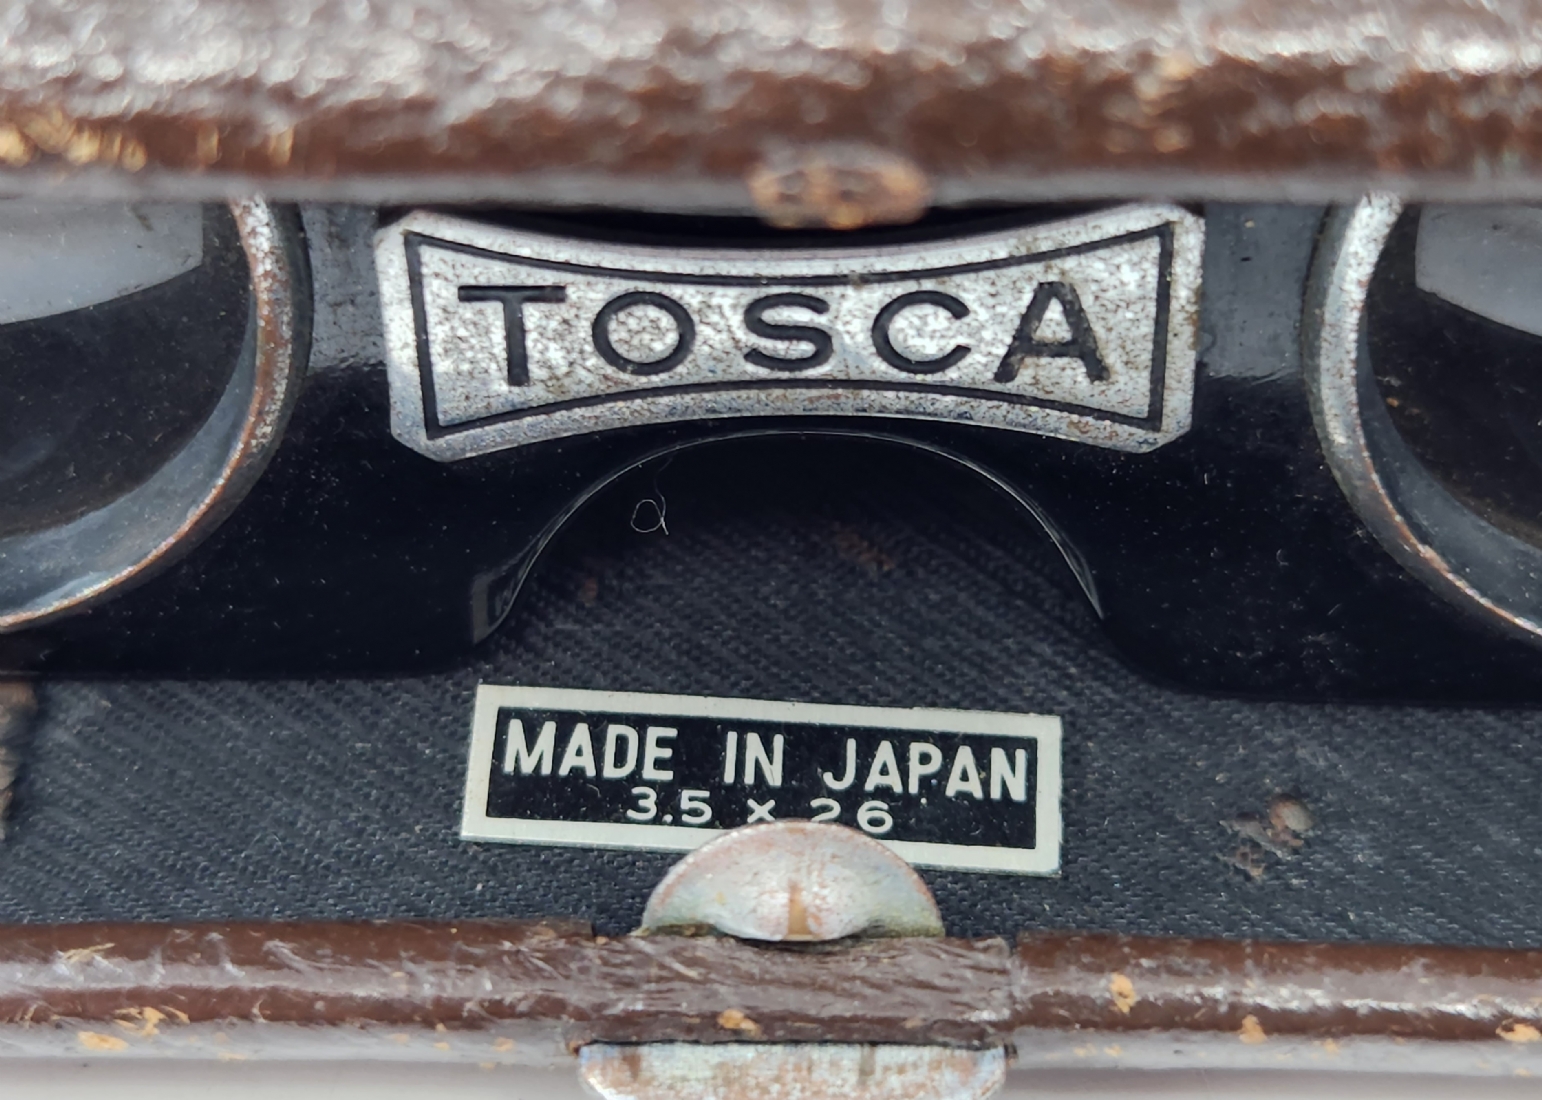 TOSCA
MADE IN JAPAN
3.5 × 26